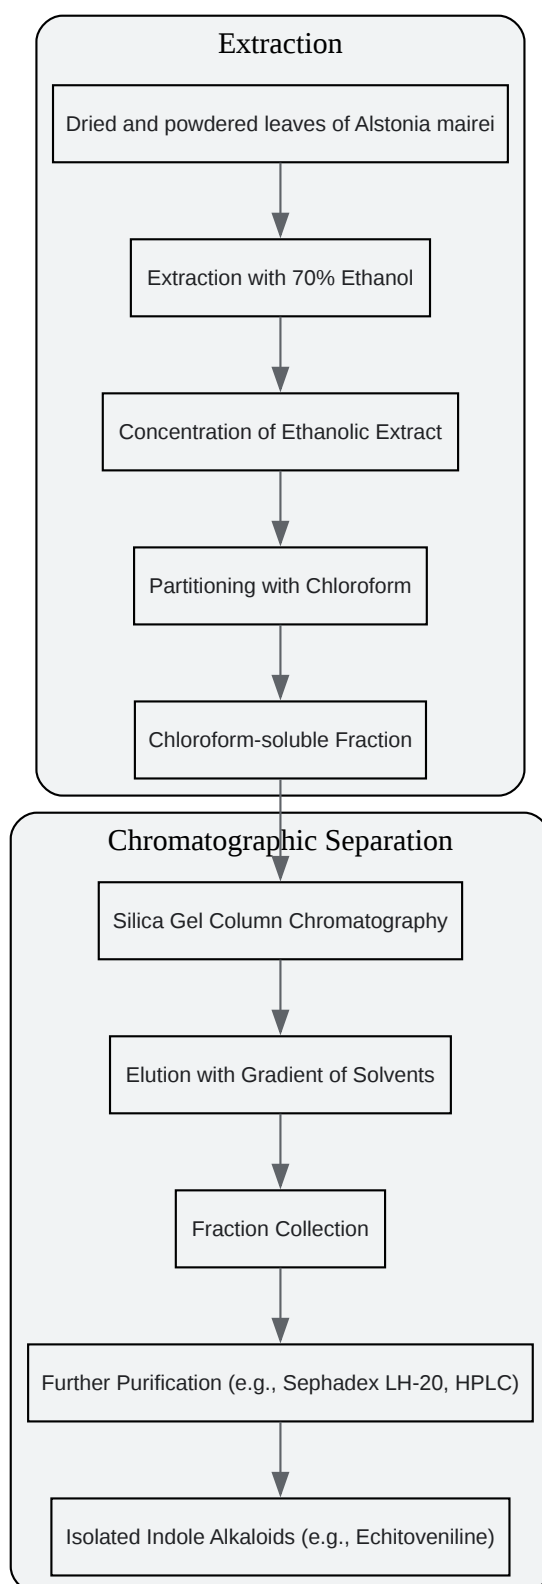 Extraction
Dried and powdered leaves of Alstonia mairei
Extraction with 70% Ethanol
Concentration of Ethanolic Extract
Partitioning with Chloroform
Chloroform-soluble Fraction
Chromatographic Separation
Silica Gel Column Chromatography
Elution with Gradient of Solvents
Fraction Collection
Further Purification (e.g., Sephadex LH-20, HPLC)
Isolated Indole Alkaloids (e.g., Echitoveniline)